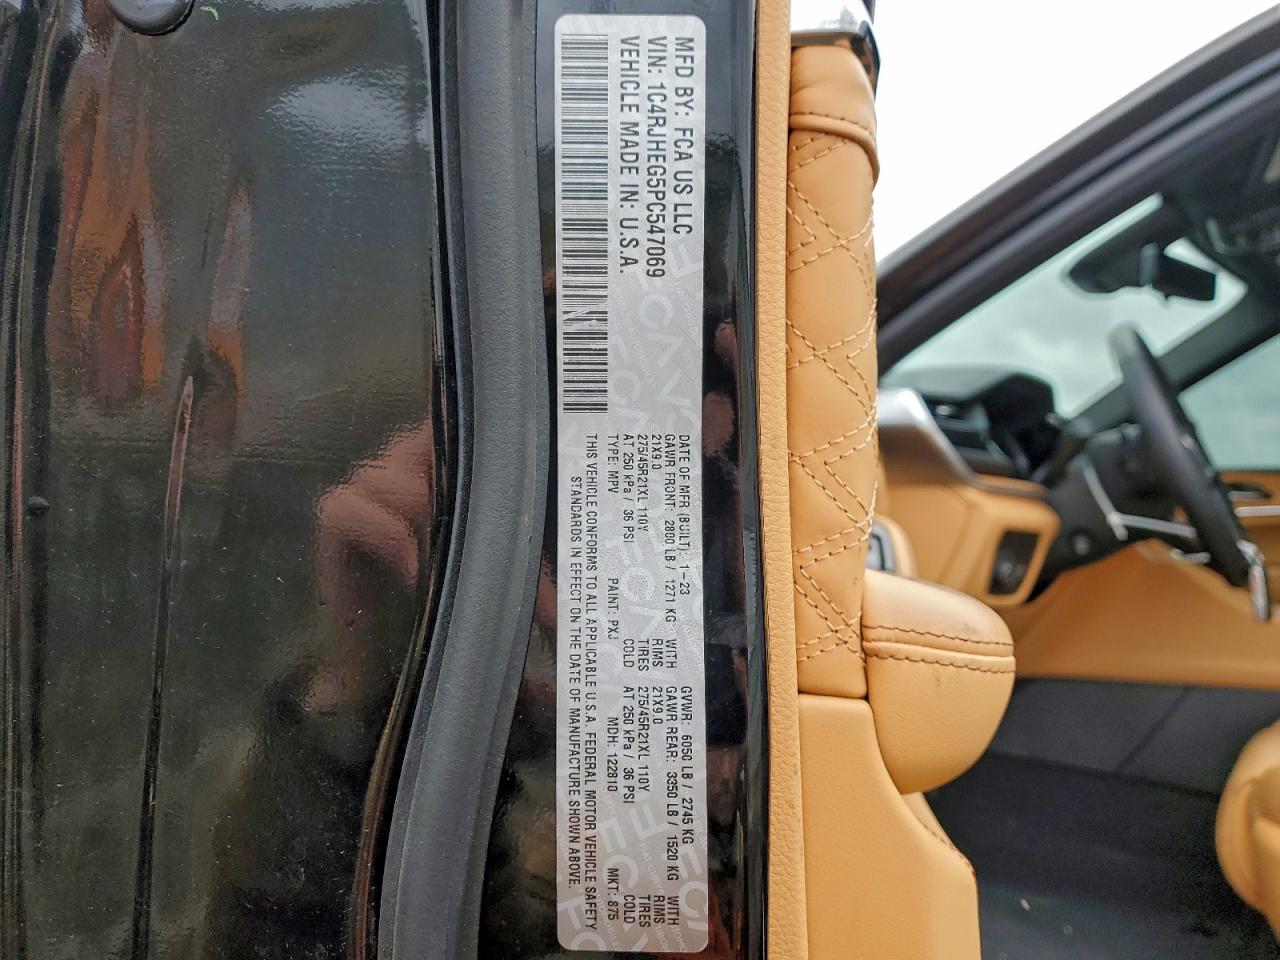 MFD BY: FCA US LLC
VIN: 1C4RJHEG5PC547069
VEHICLE MADE IN: U.S.A.
DATE OF MFR (BUILT): 1-23 GVWR: 6050 LB / 2745 KG
GAWR FRONT: 2800 LB / 1271 KG WITH GAWR REAR: 3350 LB / 1520 KG WITH
21X9.0 RIMS 21X9.0 RIMS
275/45R21XL 110Y TIRES 275/45R21XL 110Y TIRES
AT 250 kPa / 36 PSI COLD AT 250 kPa / 36 PSI COLD
TYPE: MPV PAINT: PXJ MDH: 122810 MKT: 875
THIS VEHICLE CONFORMS TO ALL APPLICABLE U.S.A. FEDERAL MOTOR VEHICLE SAFETY
STANDARDS IN EFFECT ON THE DATE OF MANUFACTURE SHOWN ABOVE.